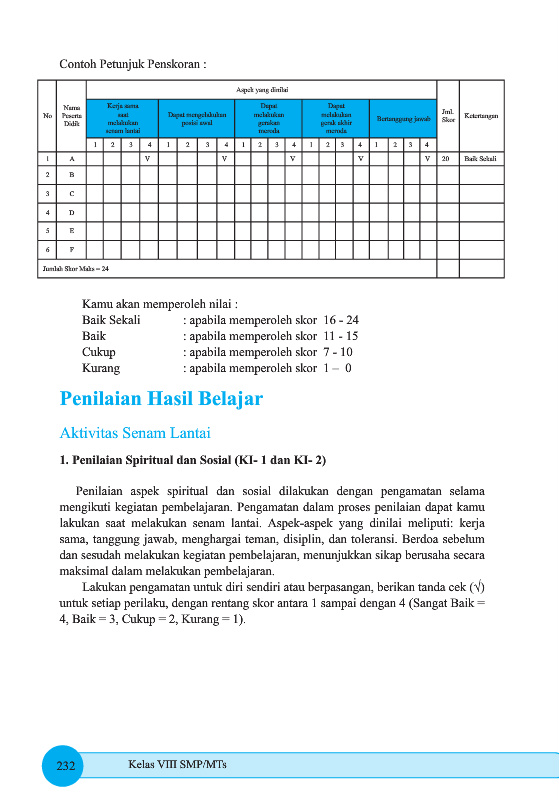 Contoh Petunjuk Penskoran :
Aspek yang dinilai
No
Nama
Peserta
Didik
Kerja sama
saat
melakukan
senam lantai
Dapat mengelakukan
posisi awal
Dapat
melakukan
gerakan
meroda
Dapat
melakukan
gerak akhir
meroda
Bertanggung jawab
Jml.
Skor
Ketertangan
1 2 3 4 1 2 3 4 1 2 3 4 1 2 3 4 1 2 3 4
1 A V V V V V 20 Baik Sekali
2 B
3 C
4 D
5 E
6 F
Jumlah Skor Maks = 24
Kamu akan memperoleh nilai :
Baik Sekali : apabila memperoleh skor 16 - 24
Baik : apabila memperoleh skor 11 - 15
Cukup : apabila memperoleh skor 7 - 10
Kurang : apabila memperoleh skor 1 – 0
Penilaian Hasil Belajar
Aktivitas Senam Lantai
1. Penilaian Spiritual dan Sosial (KI- 1 dan KI- 2)
Penilaian aspek spiritual dan sosial dilakukan dengan pengamatan selama
mengikuti kegiatan pembelajaran. Pengamatan dalam proses penilaian dapat kamu
lakukan saat melakukan senam lantai. Aspek-aspek yang dinilai meliputi: kerja
sama, tanggung jawab, menghargai teman, disiplin, dan toleransi. Berdoa sebelum
dan sesudah melakukan kegiatan pembelajaran, menunjukkan sikap berusaha secara
maksimal dalam melakukan pembelajaran.
Lakukan pengamatan untuk diri sendiri atau berpasangan, berikan tanda cek (√)
untuk setiap perilaku, dengan rentang skor antara 1 sampai dengan 4 (Sangat Baik =
4, Baik = 3, Cukup = 2, Kurang = 1).
232
Kelas VIII SMP/MTs